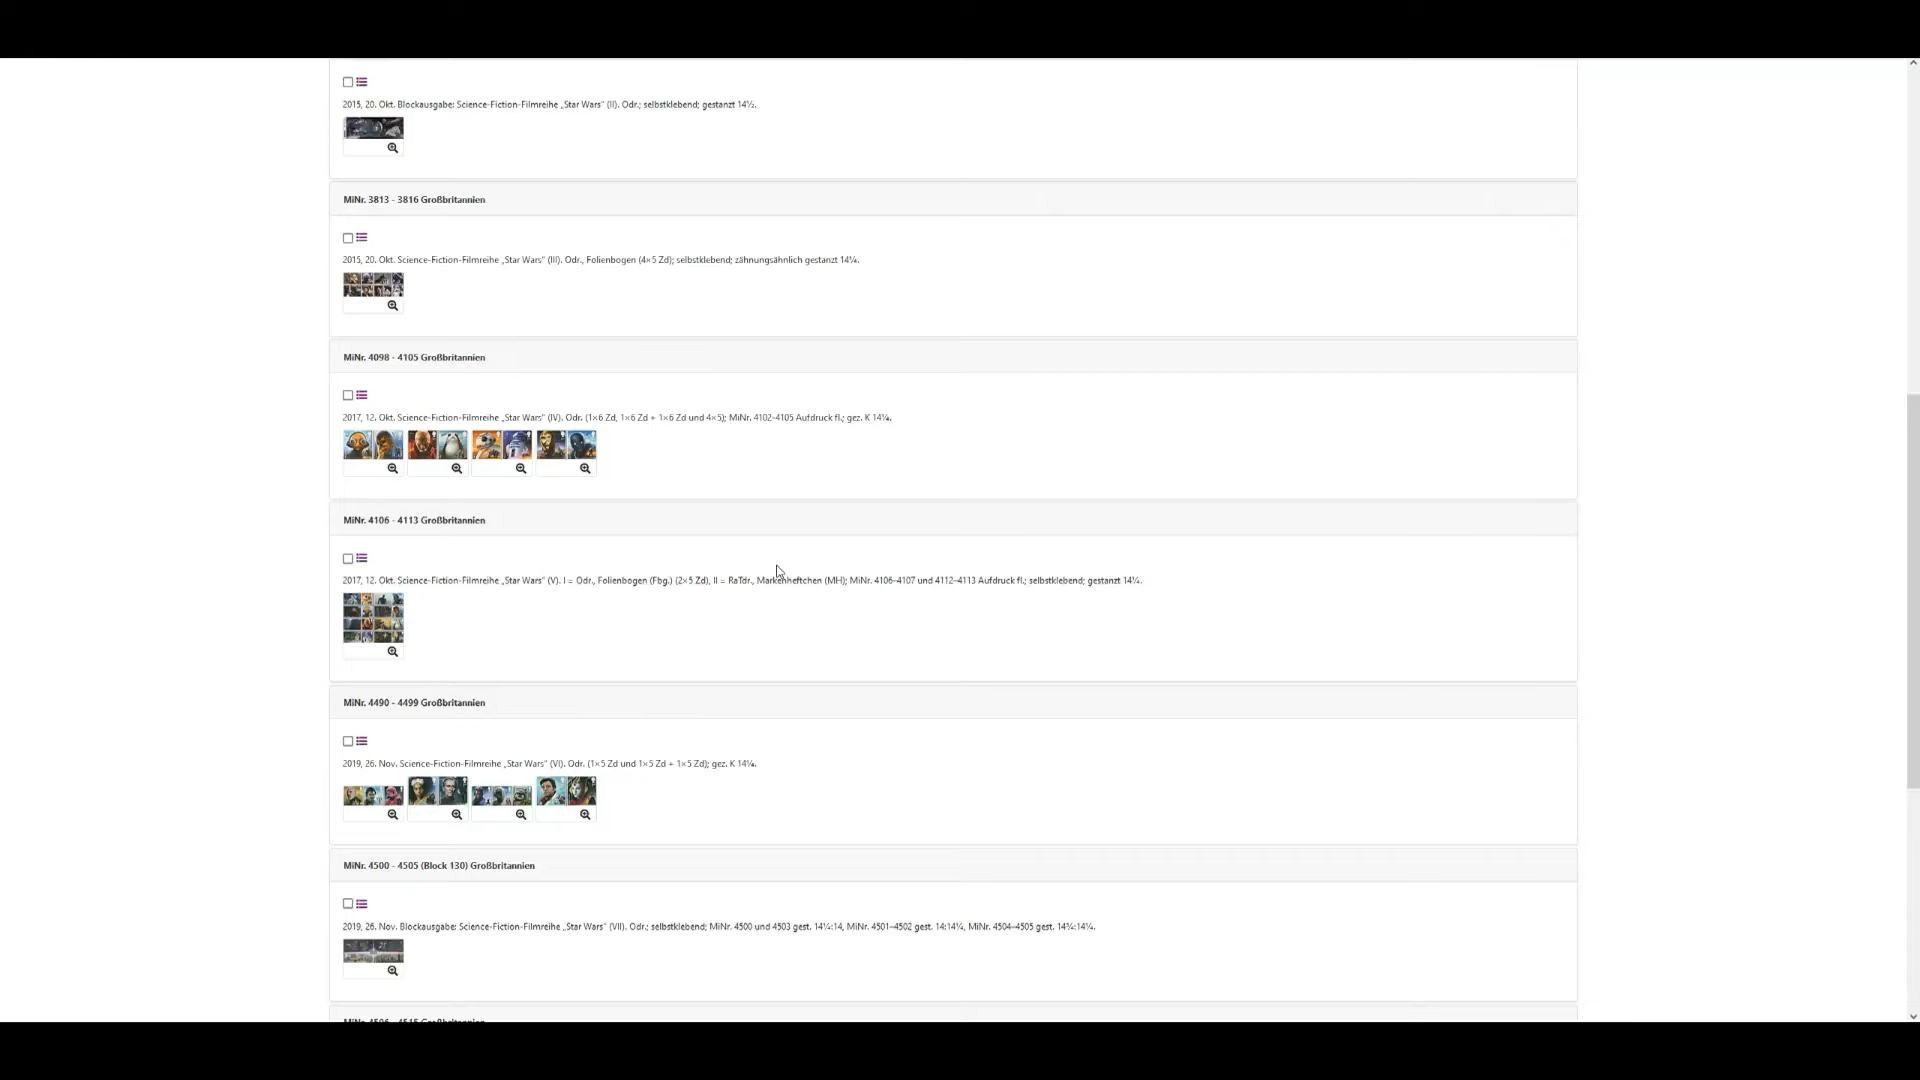 2015, 20. Okt. Blockausgabe: Science-Fiction-Filmreihe „Star Wars“ (II). Odr.; selbstklebend; gestanzt 14½.
MiNr. 3813 - 3816 Großbritannien
2015, 20. Okt. Science-Fiction-Filmreihe „Star Wars“ (III). Odr., Folienbogen (4×5 Zd); selbstklebend; zähnungsähnlich gestanzt 14¼.
MiNr. 4098 - 4105 Großbritannien
2017, 12. Okt. Science-Fiction-Filmreihe „Star Wars“ (IV). Odr. (1×6 Zd, 1×6 Zd + 1×6 Zd und 4×5); MiNr. 4102–4105 Aufdruck fl.; gez. K 14¼.
MiNr. 4106 - 4113 Großbritannien
2017, 12. Okt. Science-Fiction-Filmreihe „Star Wars“ (V). I = Odr., Folienbogen (Fbg.) (2×5 Zd), II = RaTdr., Markenheftchen (MH); MiNr. 4106–4107 und 4112–4113 Aufdruck fl.; selbstklebend; gestanzt 14¼.
MiNr. 4490 - 4499 Großbritannien
2019, 26. Nov. Science-Fiction-Filmreihe „Star Wars“ (VI). Odr. (1×5 Zd und 1×5 Zd + 1×5 Zd); gez. K 14¼.
MiNr. 4500 - 4505 (Block 130) Großbritannien
2019, 26. Nov. Blockausgabe: Science-Fiction-Filmreihe „Star Wars“ (VII). Odr.; selbstklebend; MiNr. 4500 und 4503 gest. 14¼:14, MiNr. 4501–4502 gest. 14:14¼, MiNr. 4504–4505 gest. 14¼:14¼.
MiNr. 4506 - 4515 Großbritannien